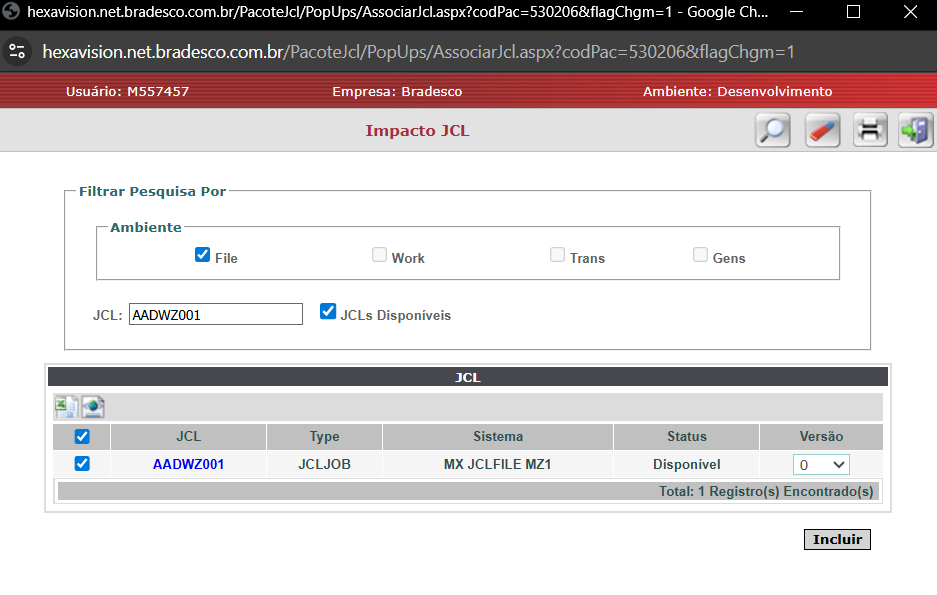 hexavision.net.bradesco.com.br/PacoteJcl/PopUps/AssociarJcl.aspx?codPac=530206&flagChgm=1 - Google Ch...
hexavision.net.bradesco.com.br/PacoteJcl/PopUps/AssociarJcl.aspx?codPac=530206&flagChgm=1
Usuário: M557457 Empresa: Bradesco Ambiente: Desenvolvimento
Impacto JCL
Filtrar Pesquisa Por
Ambiente
File Work Trans Gens
JCL: AADWZ001 JCLs Disponíveis
JCL
JCL Type Sistema Status Versão
AADWZ001 JCLJOB MX JCLFILE MZ1 Disponível 0
Total: 1 Registro(s) Encontrado(s)
Incluir